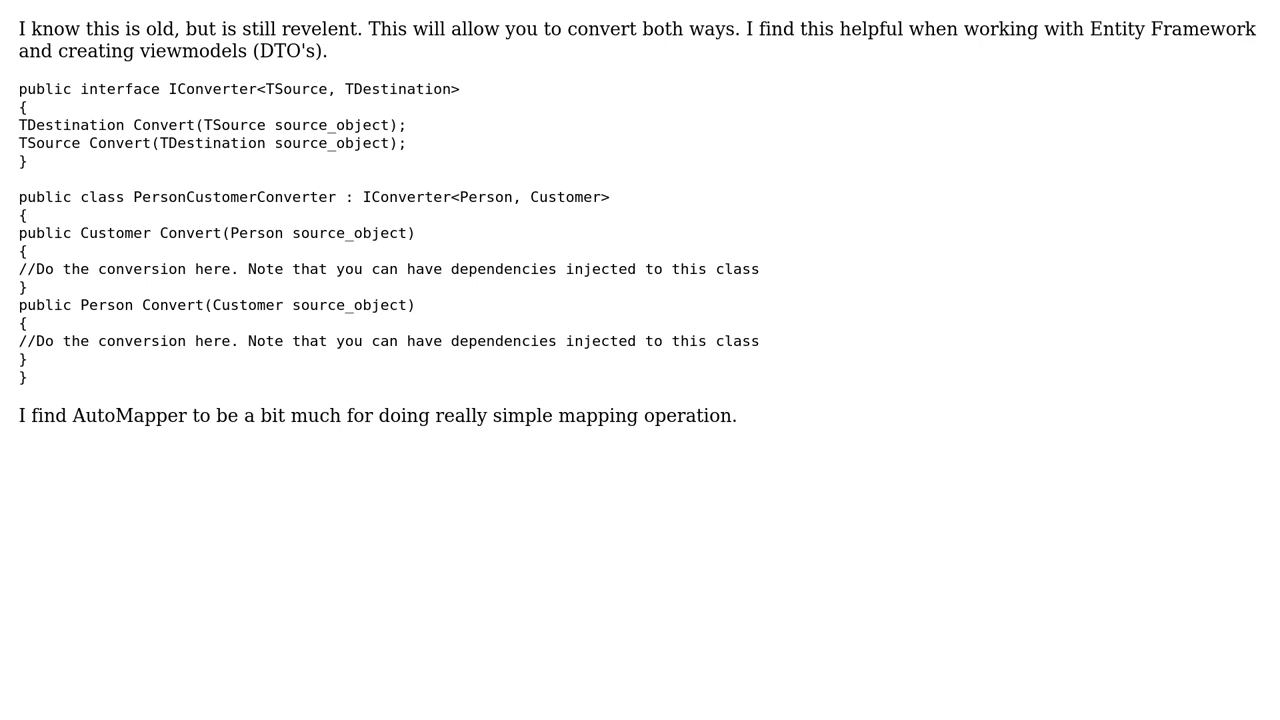 I know this is old, but is still revelent. This will allow you to convert both ways. I find this helpful when working with Entity Framework
and creating viewmodels (DTO's).
public interface IConverter<TSource, TDestination>
{
TDestination Convert(TSource source_object);
TSource Convert(TDestination source_object);
}
public class PersonCustomerConverter : IConverter<Person, Customer>
{
public Customer Convert(Person source_object)
{
//Do the conversion here. Note that you can have dependencies injected to this class
}
public Person Convert(Customer source_object)
{
//Do the conversion here. Note that you can have dependencies injected to this class
}
}
I find AutoMapper to be a bit much for doing really simple mapping operation.